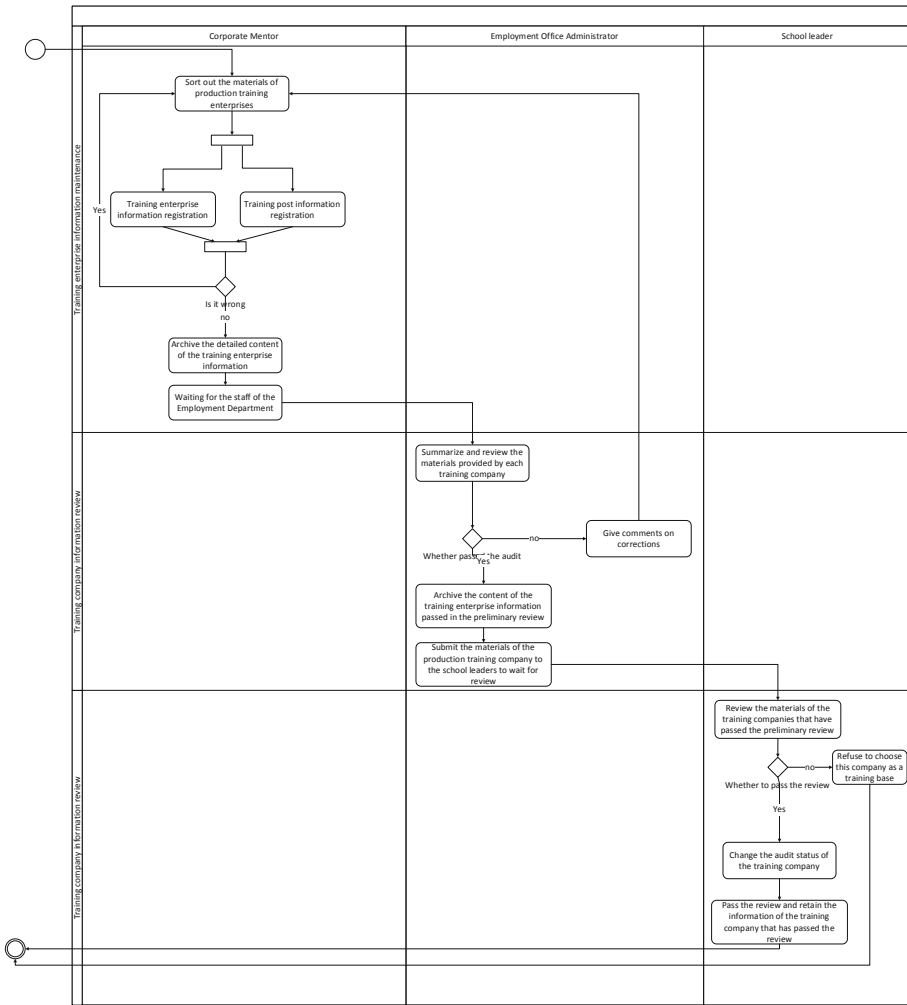 Corporate Mentor
Employment Office Administrator
School leader
Training enterprise information maintenance
Sort out the materials of
production training
enterprises
Training enterprise
information registration
Training post information
registration
Yes
Is it wrong
no
Archive the detailed content
of the training enterprise
information
Waiting for the staff of the
Employment Department
Training company information review
Summarize and review the
materials provided by each
training company
no
Give comments on
corrections
Whether passed the audit
Yes
Archive the content of the
training enterprise information
passed in the preliminary review
Submit the materials of the
production training company to
the school leaders to wait for
review
Training company information review
Review the materials of the
training companies that have
passed the preliminary review
no
Refuse to choose
this company as a
training base
Whether to pass the review
Yes
Change the audit status of
the training company
Pass the review and retain the
information of the training
company that has passed the
review